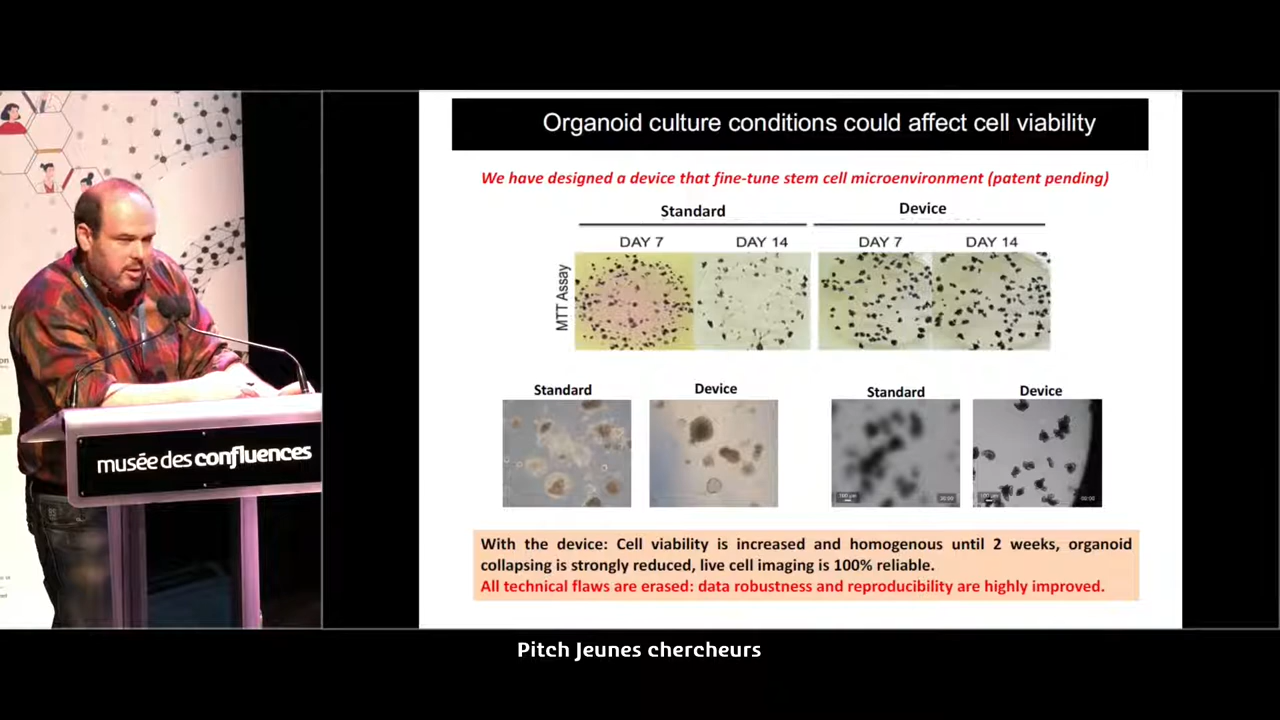 Organoid culture conditions could affect cell viability
We have designed a device that fine-tune stem cell microenvironment (patent pending)
Standard
Device
DAY 7
DAY 14
DAY 7
DAY 14
MTT Assay
Standard
Device
Standard
Device
100 µm
00:00
With the device: Cell viability is increased and homogenous until 2 weeks, organoid
collapsing is strongly reduced, live cell imaging is 100% reliable.
All technical flaws are erased: data robustness and reproducibility are highly improved.
musée des confluences
Pitch Jeunes chercheurs